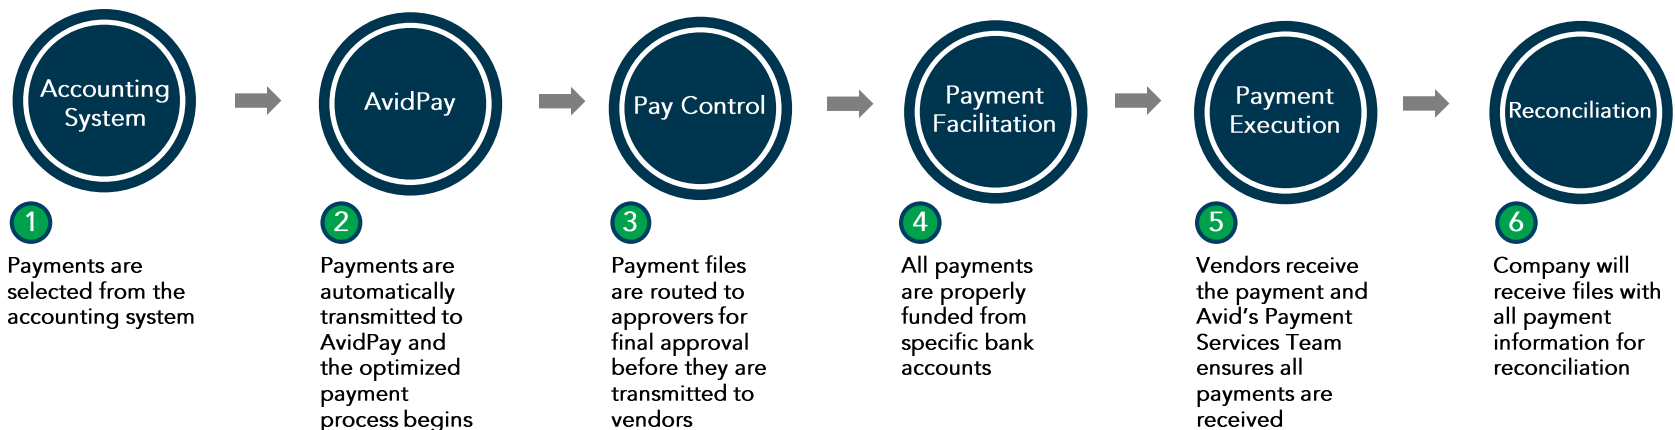 Accounting
System
AvidPay
Pay Control
Payment
Facilitation
Payment
Execution
Reconciliation
1
Payments are
selected from the
accounting system
2
Payments are
automatically
transmitted to
AvidPay and
the optimized
payment
process begins
3
Payment files
are routed to
approvers for
final approval
before they are
transmitted to
vendors
4
All payments
are properly
funded from
specific bank
accounts
5
Vendors receive
the payment and
Avid's Payment
Services Team
ensures all
payments are
received
6
Company will
receive files with
all payment
information for
reconciliation